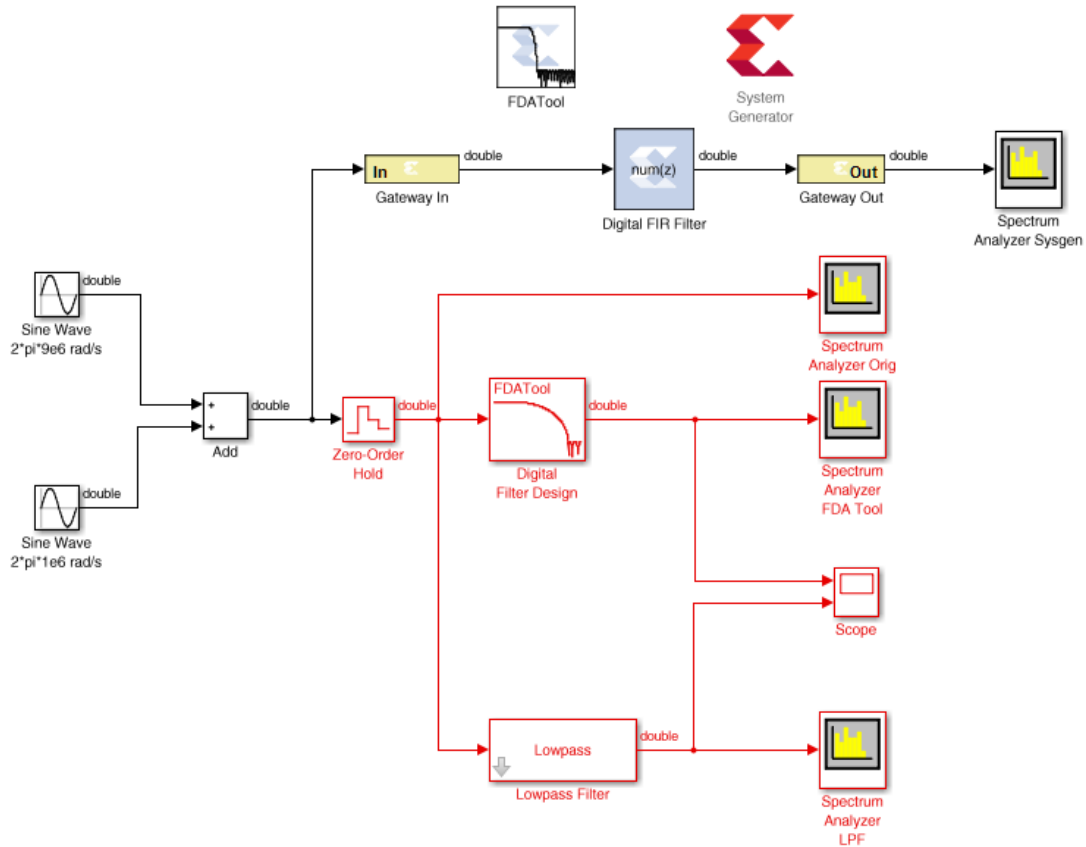 FDATool
System
Generator
double
double
double
In
num(z)
Out
Gateway In
Digital FIR Filter
Gateway Out
Spectrum
Analyzer Sysgen
double
Sine Wave
2*pi*9e6 rad/s
Spectrum
Analyzer Orig
+
+
double
Add
double
Zero-Order
Hold
FDATool
double
Digital
Filter Design
Spectrum
Analyzer
FDA Tool
double
Sine Wave
2*pi*1e6 rad/s
Scope
Lowpass
double
Lowpass Filter
Spectrum
Analyzer
LPF